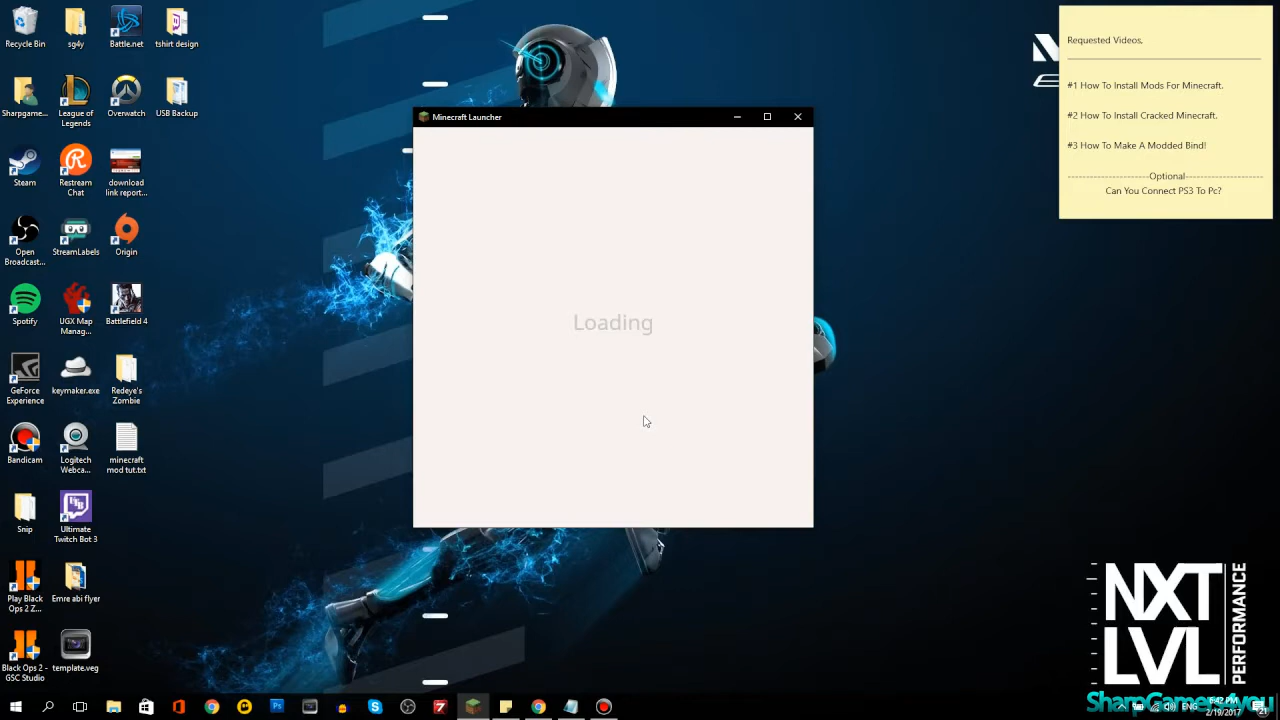 Recycle Bin
sg4y
Battle.net
tshirt design
Sharpgame...
League of
Legends
Overwatch
USB Backup
Steam
Restream
Chat
download
link report...
Open
Broadcast...
StreamLabels
Origin
Spotify
UGX Map
Manag...
Battlefield 4
GeForce
Experience
keymaker.exe
Redeye's
Zombie
Bandicam
Logitech
Webca...
minecraft
mod tut.txt
Snip
Ultimate
Twitch Bot 3
Play Black
Ops 2 Z...
Emre abi flyer
Black Ops 2 -
GSC Studio
template.veg
Minecraft Launcher
Loading
Requested Videos,
#1 How To Install Mods For Minecraft.
#2 How To Install Cracked Minecraft.
#3 How To Make A Modded Bind!
----------------------Optional----------------------
Can You Connect PS3 To Pc?
NXT
LVL
PERFORMANCE
SharpGamer4you
ENG
6:42 PM
2/19/2017
21